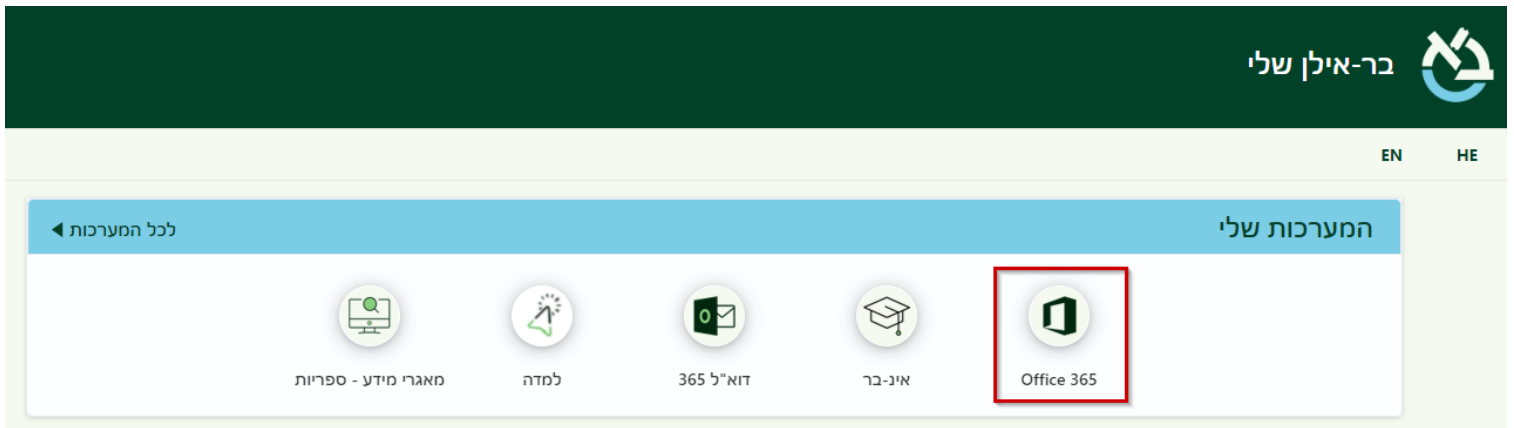 בר-אילן שלי
HE EN
המערכות שלי
לכל המערכות
Office 365
אינ-בר
דוא"ל 365
למדה
מאגרי מידע - ספריות